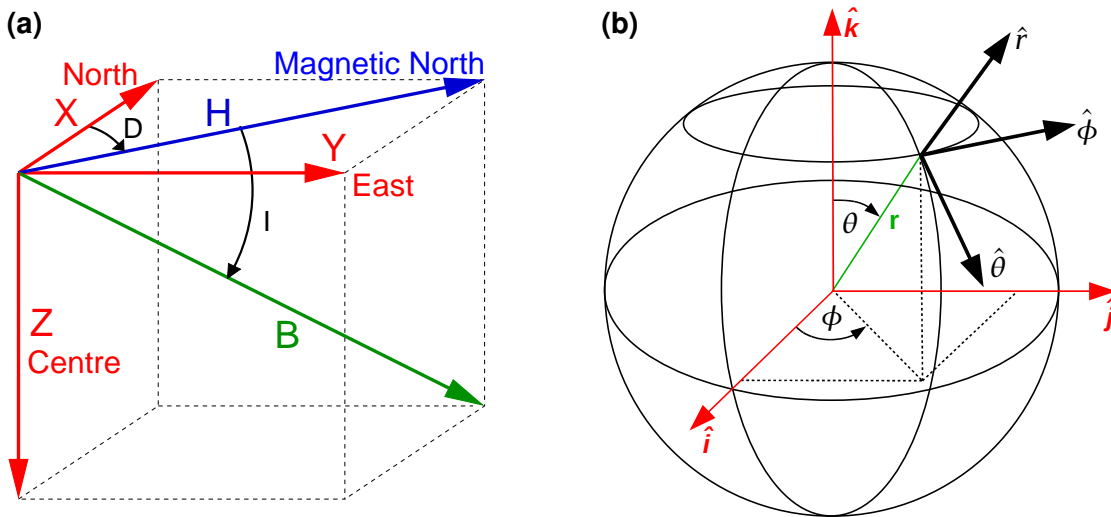 (a)
North
Magnetic North
X
D
H
Y
East
I
Z
Centre
B
(b)
k̂
r̂
ϕ̂
θ
r
θ̂
ϕ
ĵ
î